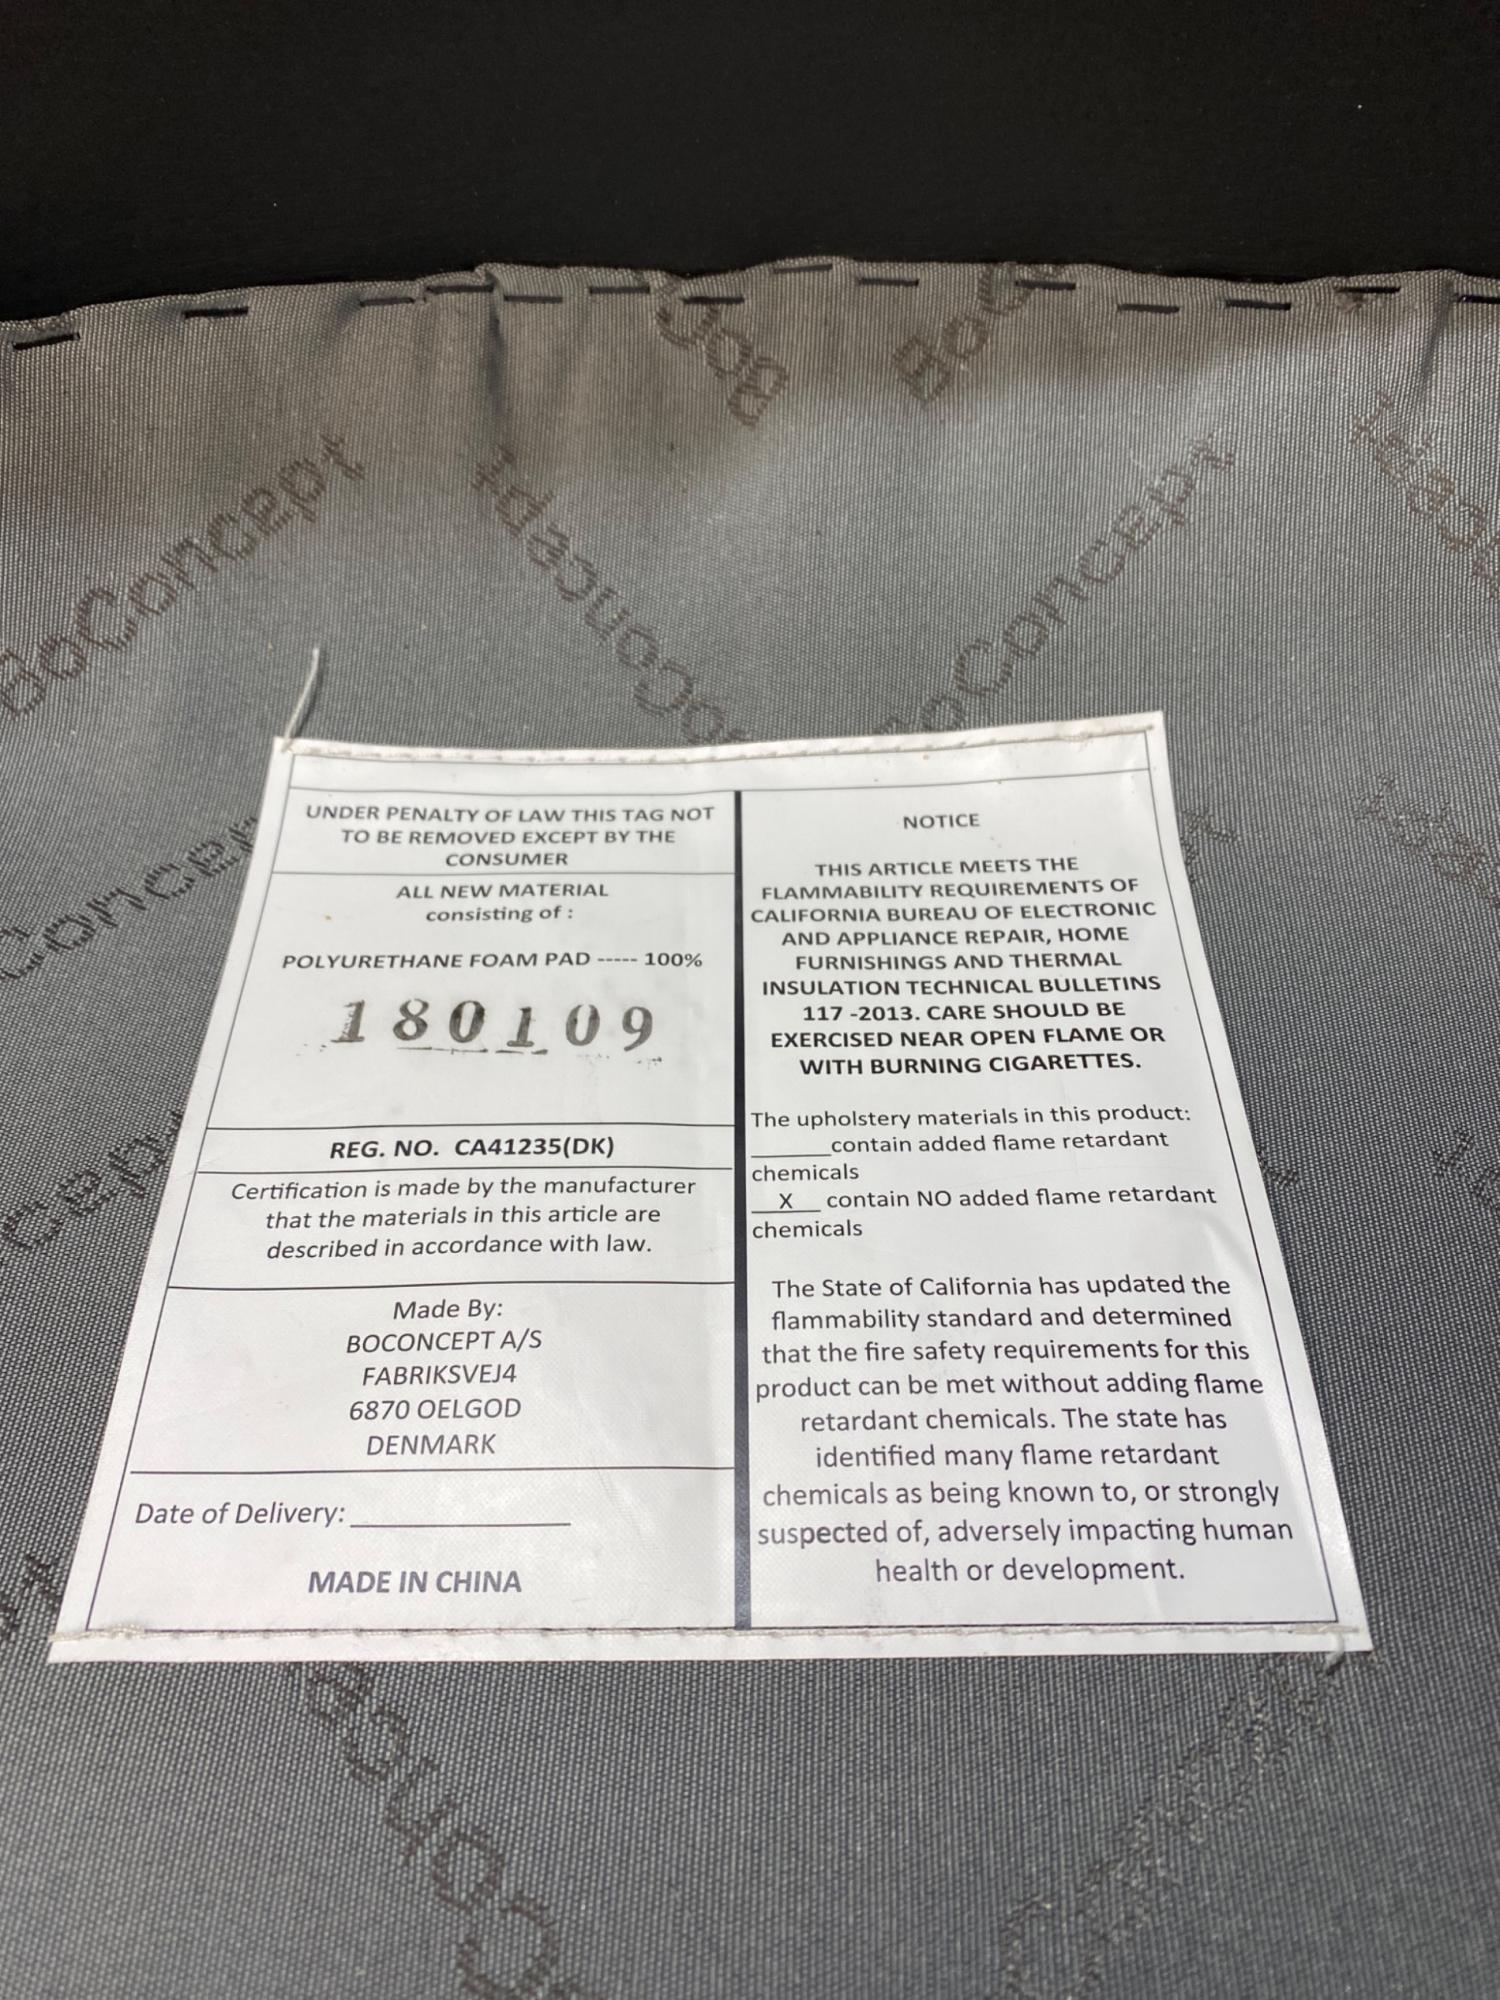 BoConcept
BoConcept
BoConcept
UNDER PENALTY OF LAW THIS TAG NOT
TO BE REMOVED EXCEPT BY THE
CONSUMER
ALL NEW MATERIAL
consisting of :
POLYURETHANE FOAM PAD ----- 100%
180109
REG. NO. CA41235(DK)
Certification is made by the manufacturer
that the materials in this article are
described in accordance with law.
Made By:
BOCONCEPT A/S
FABRIKSVEJ4
6870 OELGOD
DENMARK
Date of Delivery: ________________
MADE IN CHINA
NOTICE
THIS ARTICLE MEETS THE
FLAMMABILITY REQUIREMENTS OF
CALIFORNIA BUREAU OF ELECTRONIC
AND APPLIANCE REPAIR, HOME
FURNISHINGS AND THERMAL
INSULATION TECHNICAL BULLETINS
117 -2013. CARE SHOULD BE
EXERCISED NEAR OPEN FLAME OR
WITH BURNING CIGARETTES.
The upholstery materials in this product:
_______contain added flame retardant
chemicals
__X___ contain NO added flame retardant
chemicals
The State of California has updated the
flammability standard and determined
that the fire safety requirements for this
product can be met without adding flame
retardant chemicals. The state has
identified many flame retardant
chemicals as being known to, or strongly
suspected of, adversely impacting human
health or development.